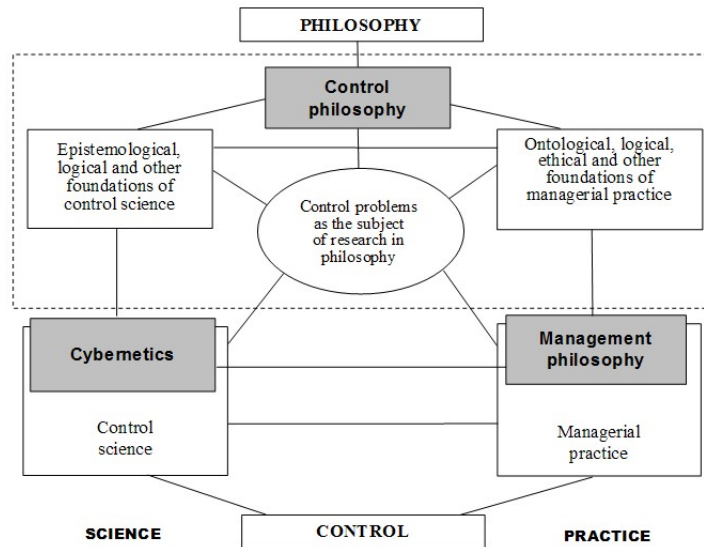 PHILOSOPHY
Control
philosophy
Epistemological,
logical and other
foundations of
control science
Ontological, logical,
ethical and other
foundations of
managerial practice
Control problems
as the subject
of research in
philosophy
Cybernetics
Management
philosophy
Control
science
Managerial
practice
SCIENCE
CONTROL
PRACTICE